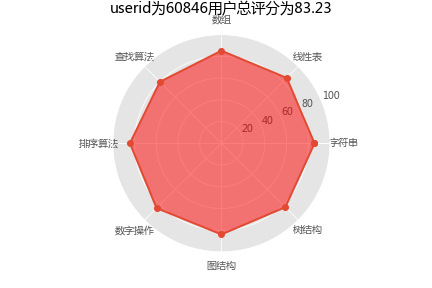 userid为60846用户总评分为83.23
数组
查找算法
线性表
100
80
60
40
20
排序算法
字符串
数字操作
树结构
图结构